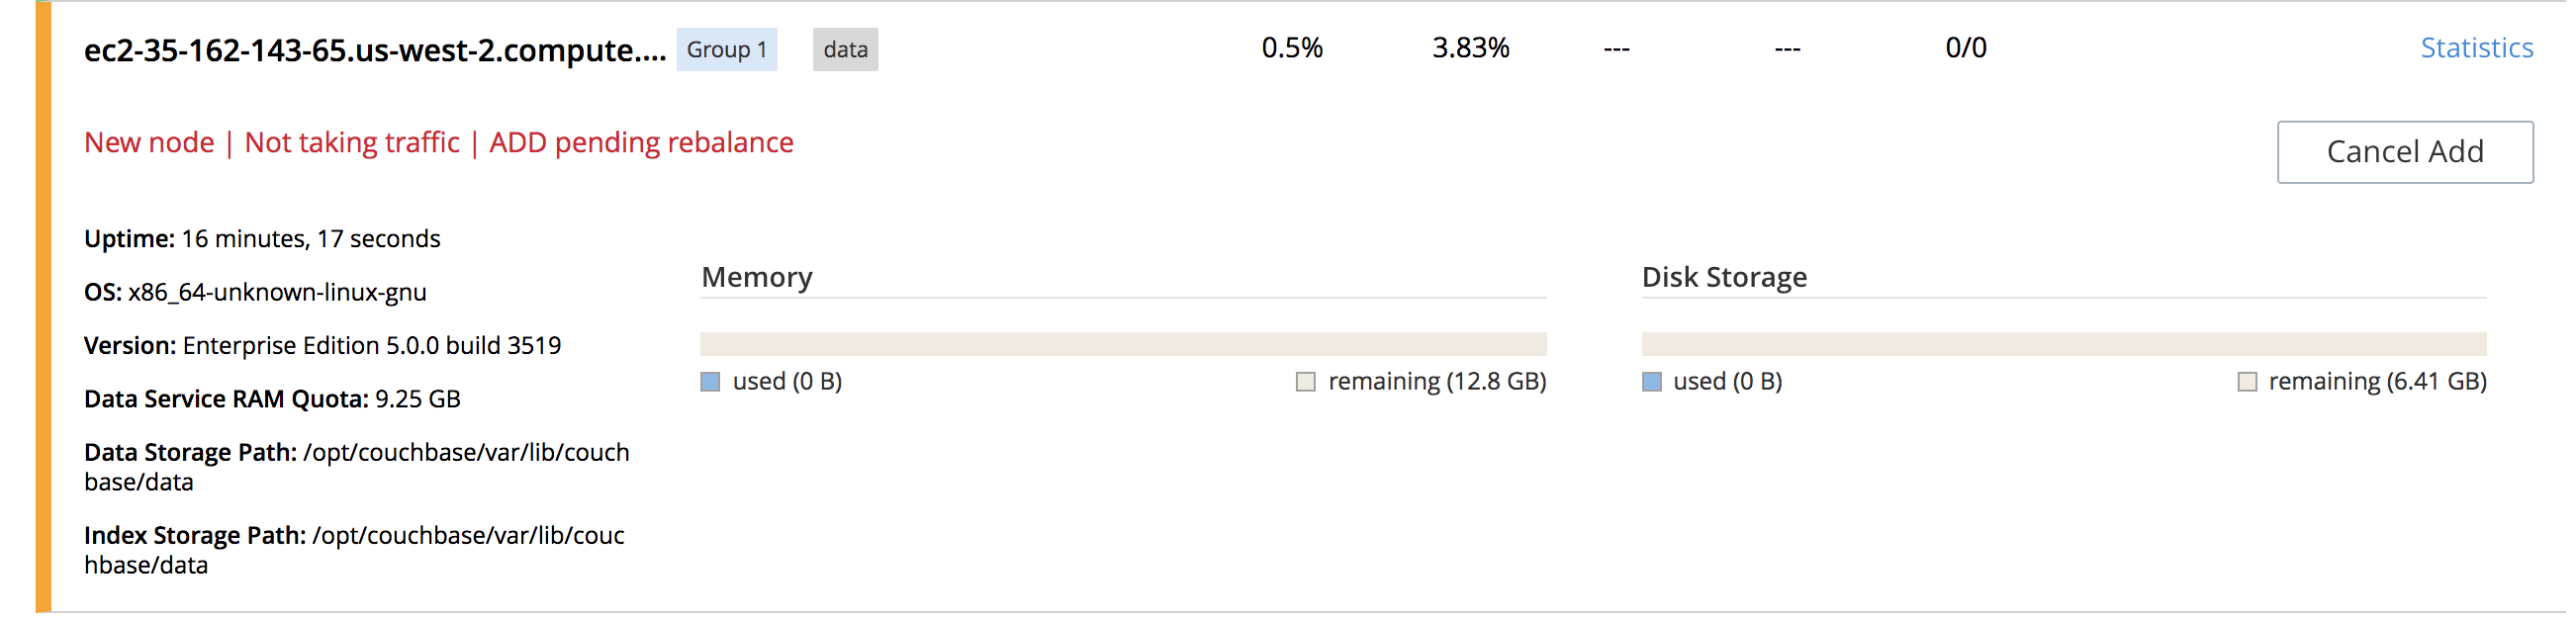 ec2-35-162-143-65.us-west-2.compute.... Group 1 data 0.5% 3.83% --- --- 0/0 Statistics
New node | Not taking traffic | ADD pending rebalance Cancel Add
Uptime: 16 minutes, 17 seconds
OS: x86_64-unknown-linux-gnu
Version: Enterprise Edition 5.0.0 build 3519
Data Service RAM Quota: 9.25 GB
Data Storage Path: /opt/couchbase/var/lib/couch
base/data
Index Storage Path: /opt/couchbase/var/lib/couc
hbase/data
Memory
used (0 B) remaining (12.8 GB)
Disk Storage
used (0 B) remaining (6.41 GB)